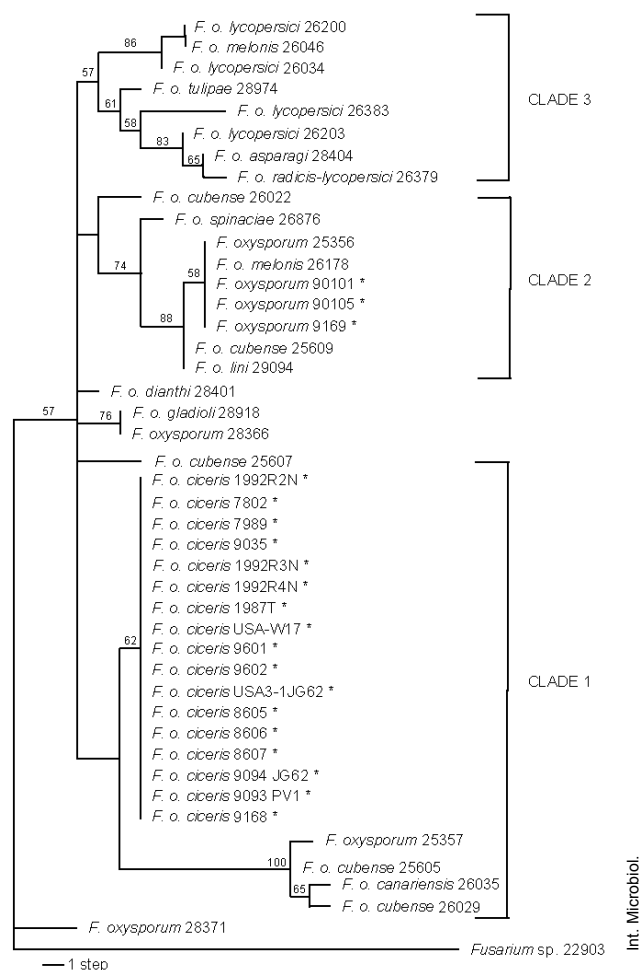 F. o. lycopersici 26200
86
F. o. melonis 26046
57
F. o. lycopersici 26034
F. o. tulipae 28974
61
CLADE 3
58
F. o. lycopersici 26383
F. o. lycopersici 26203
83
F. o. asparagi 28404
65
F. o. radicis-lycopersici 26379
F. o. cubense 26022
F. o. spinaciae 26876
F. oxysporum 25356
74
F. o. melonis 26178
58
F. oxysporum 90101 *
CLADE 2
F. oxysporum 90105 *
88
F. oxysporum 9169 *
F. o. cubense 25609
F. o. lini 29094
F. o. dianthi 28401
57
76
F. o. gladioli 28918
F. oxysporum 28366
F. o. cubense 25607
F. o. ciceris 1992R2N *
F. o. ciceris 7802 *
F. o. ciceris 7989 *
F. o. ciceris 9035 *
F. o. ciceris 1992R3N *
F. o. ciceris 1992R4N *
F. o. ciceris 1987T *
F. o. ciceris USA-W17 *
62
F. o. ciceris 9601 *
F. o. ciceris 9602 *
CLADE 1
F. o. ciceris USA3-1JG62 *
F. o. ciceris 8605 *
F. o. ciceris 8606 *
F. o. ciceris 8607 *
F. o. ciceris 9094 JG62 *
F. o. ciceris 9093 PV1 *
F. o. ciceris 9168 *
F. oxysporum 25357
100
F. o. cubense 25605
65
F. o. canariensis 26035
F. o. cubense 26029
F. oxysporum 28371
Fusarium sp. 22903
1 step
Int. Microbiol.